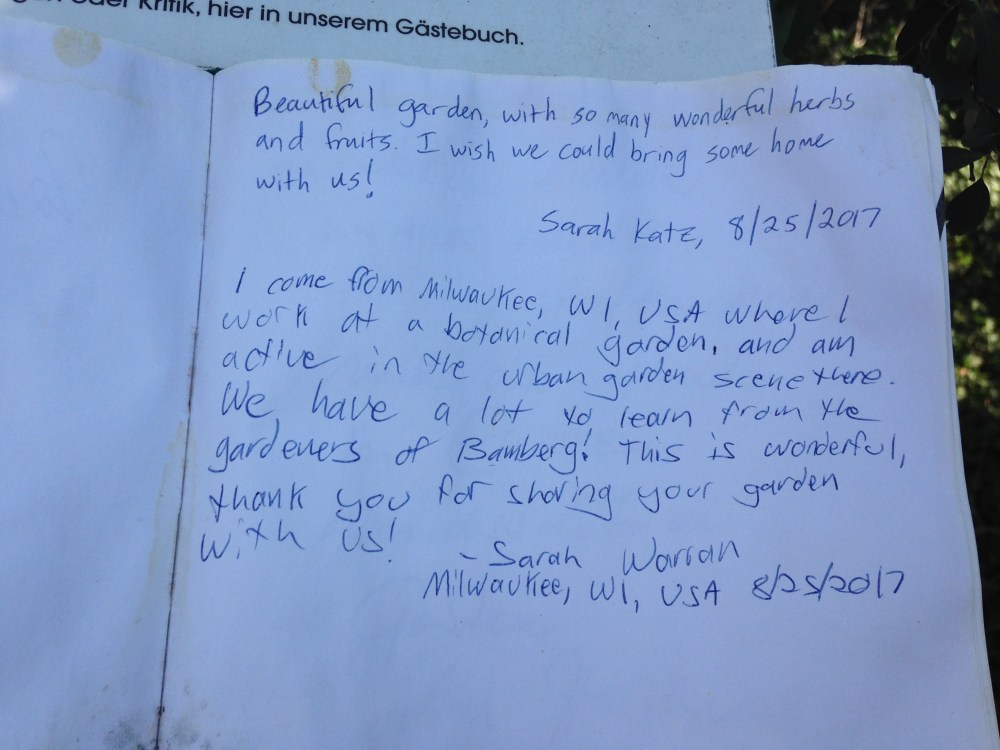 oder Kritik, hier in unserem Gästebuch.
Beautiful garden, with so many wonderful herbs
and fruits. I wish we could bring some home
with us!
Sarah Katz, 8/25/2017
I come from Milwaukee, WI, USA where I
work at a botanical garden, and am
active in the urban garden scene there.
We have a lot to learn from the
gardeners of Bamberg! This is wonderful,
thank you for sharing your garden
with us!
- Sarah Warran
Milwaukee, WI, USA 8/25/2017